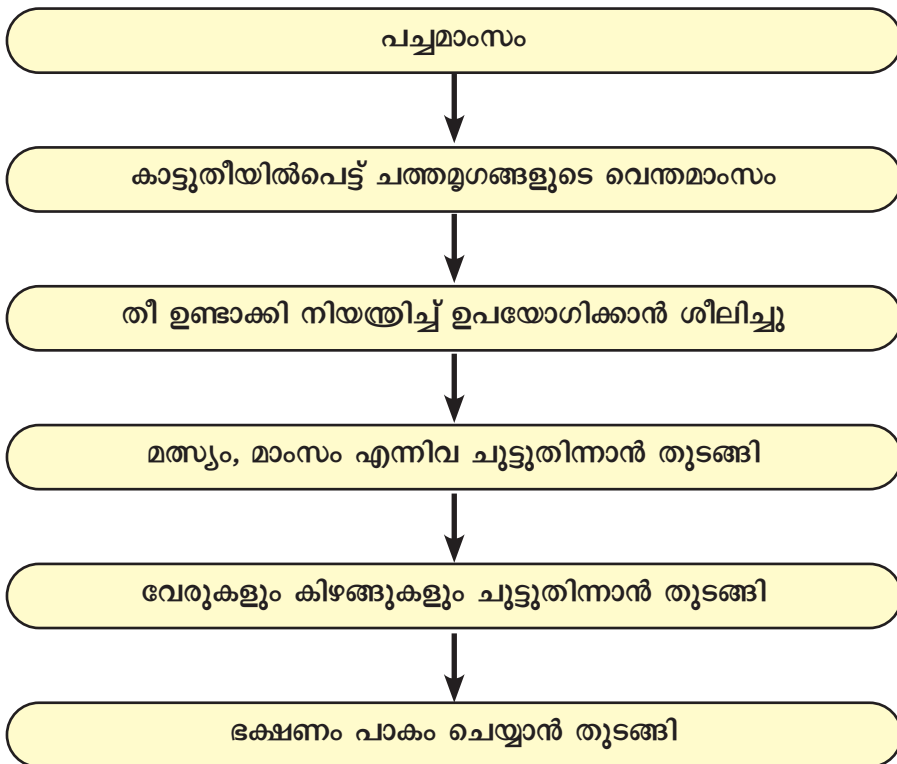 പച്ചമാംസം
കാട്ടുതീയിൽപെട്ട് ചത്തമൃഗങ്ങളുടെ വെന്തമാംസം
തീ ഉണ്ടാക്കി നിയന്ത്രിച്ച് ഉപയോഗിക്കാൻ ശീലിച്ചു
മത്സ്യം, മാംസം എന്നിവ ചുട്ടുതിന്നാൻ തുടങ്ങി
വേരുകളും കിഴങ്ങുകളും ചുട്ടുതിന്നാൻ തുടങ്ങി
ഭക്ഷണം പാകം ചെയ്യാൻ തുടങ്ങി